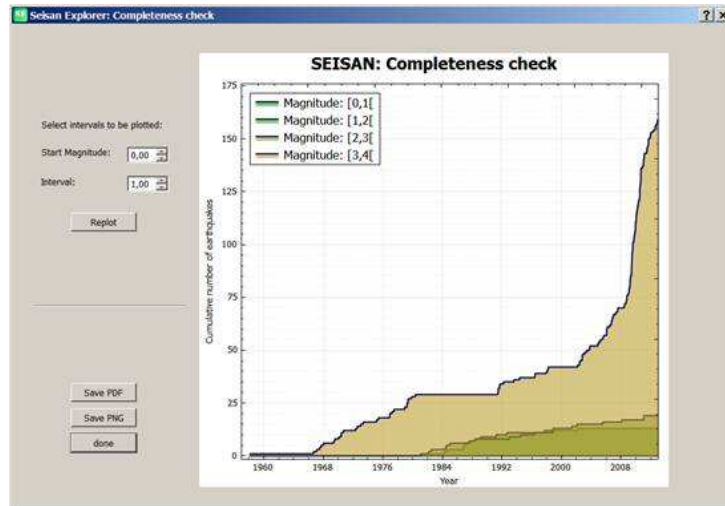 Seisan Explorer: Completeness check
SEISAN: Completeness check
Select intervals to be plotted:
Start Magnitude: 0,00
Interval: 1,00
Replot
Save PDF
Save PNG
done
Cumulative number of earthquakes
175
150
125
100
75
50
25
0
Magnitude: [0,1[
Magnitude: [1,2[
Magnitude: [2,3[
Magnitude: [3,4[
1960 1968 1976 1984 1992 2000 2008
Year